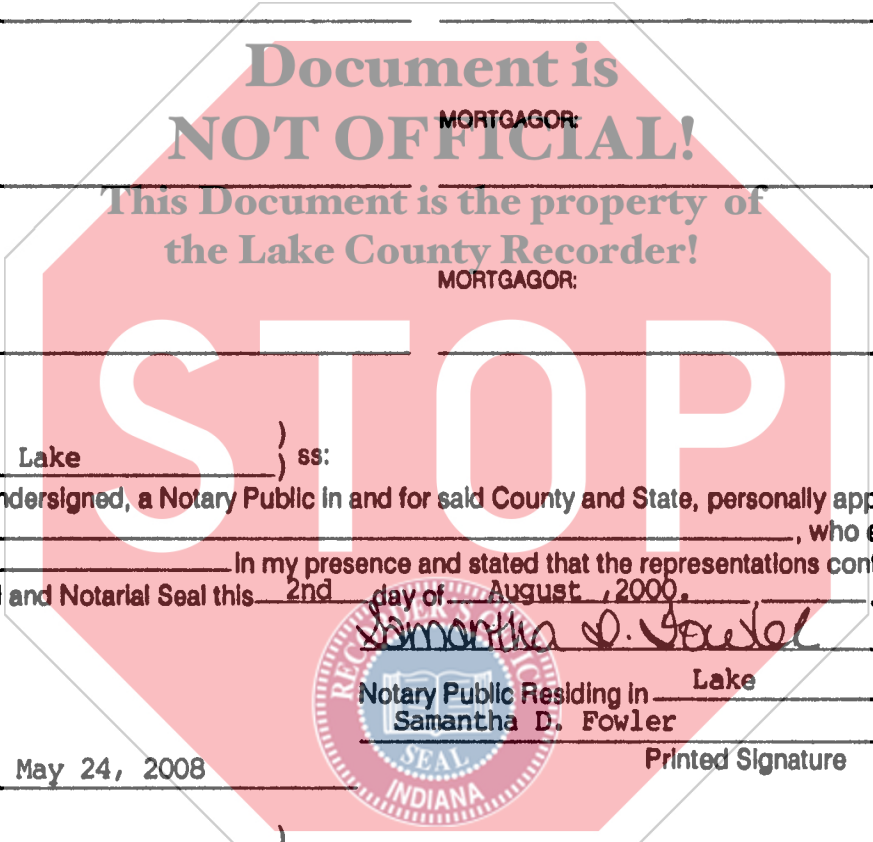 Document is
NOT OFFICIAL!
MORTGAGOR:
This Document is the property of
the Lake County Recorder!
MORTGAGOR:
STOP
Lake ) ss:
)
ndersigned, a Notary Public in and for said County and State, personally app
, who e
in my presence and stated that the representations cont
and Notarial Seal this 2nd day of August ,2000.
Samantha D. Fowler
Notary Public Residing in Lake
Samantha D. Fowler
RECORDER'S OFFICE
SEAL
INDIANA
Printed Signature
May 24, 2008
)